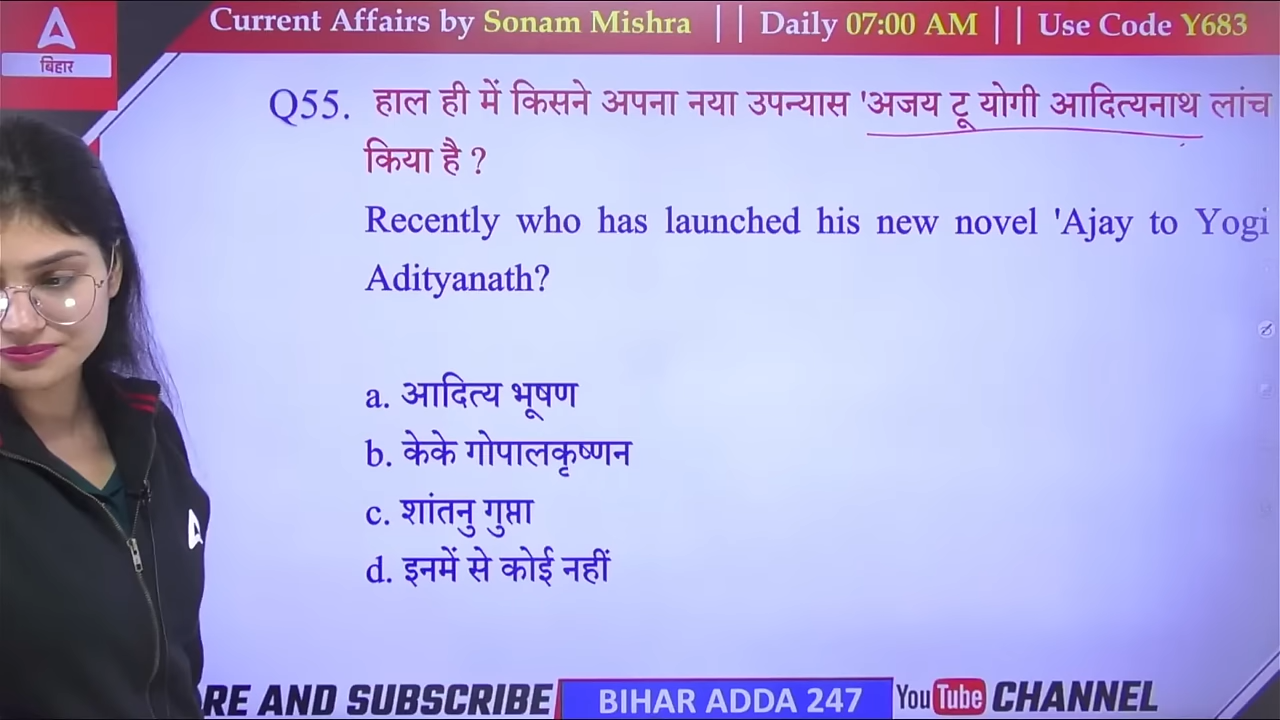 Current Affairs by Sonam Mishra || Daily 07:00 AM || Use Code Y683
बिहार
Q55. हाल ही में किसने अपना नया उपन्यास 'अजय टू योगी आदित्यनाथ लांच
किया है ?
Recently who has launched his new novel 'Ajay to Yogi
Adityanath?
a. आदित्य भूषण
b. केके गोपालकृष्णन
c. शांतनु गुप्ता
d. इनमें से कोई नहीं
RE AND SUBSCRIBE BIHAR ADDA 247 YouTube CHANNEL